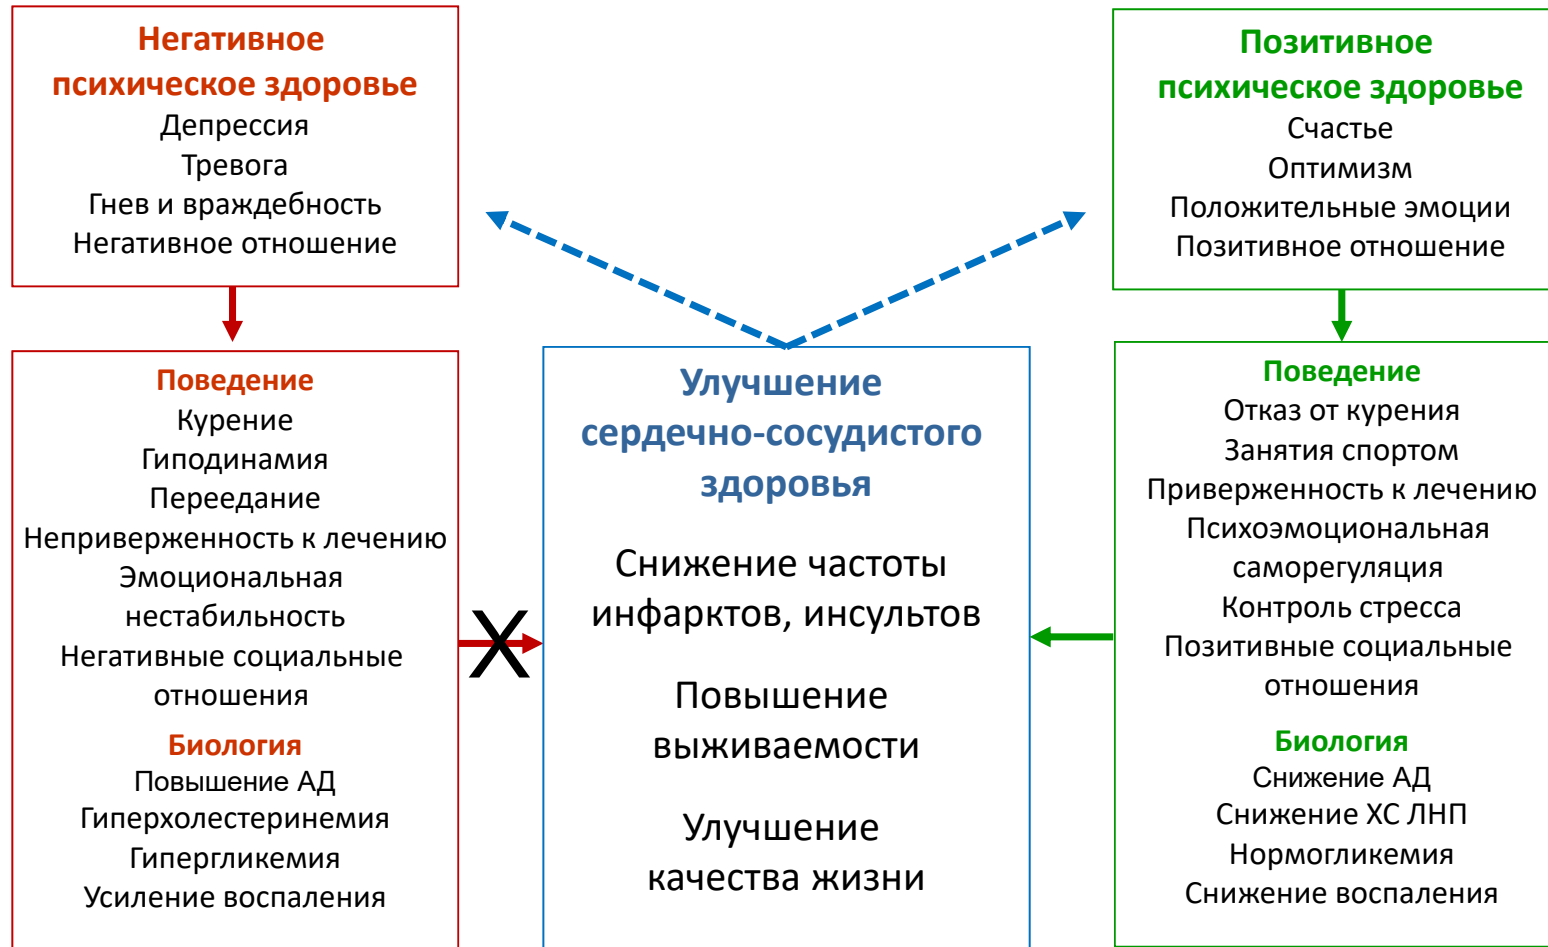 Негативное
психическое здоровье
Депрессия
Тревога
Гнев и враждебность
Негативное отношение
Позитивное
психическое здоровье
Счастье
Оптимизм
Положительные эмоции
Позитивное отношение
Поведение
Курение
Гиподинамия
Переедание
Неприверженность к лечению
Эмоциональная
нестабильность
Негативные социальные
отношения
Биология
Повышение АД
Гиперхолестеринемия
Гипергликемия
Усиление воспаления
X
Улучшение
сердечно-сосудистого
здоровья
Снижение частоты
инфарктов, инсультов
Повышение
выживаемости
Улучшение
качества жизни
Поведение
Отказ от курения
Занятия спортом
Приверженность к лечению
Психоэмоциональная
саморегуляция
Контроль стресса
Позитивные социальные
отношения
Биология
Снижение АД
Снижение ХС ЛНП
Нормогликемия
Снижение воспаления